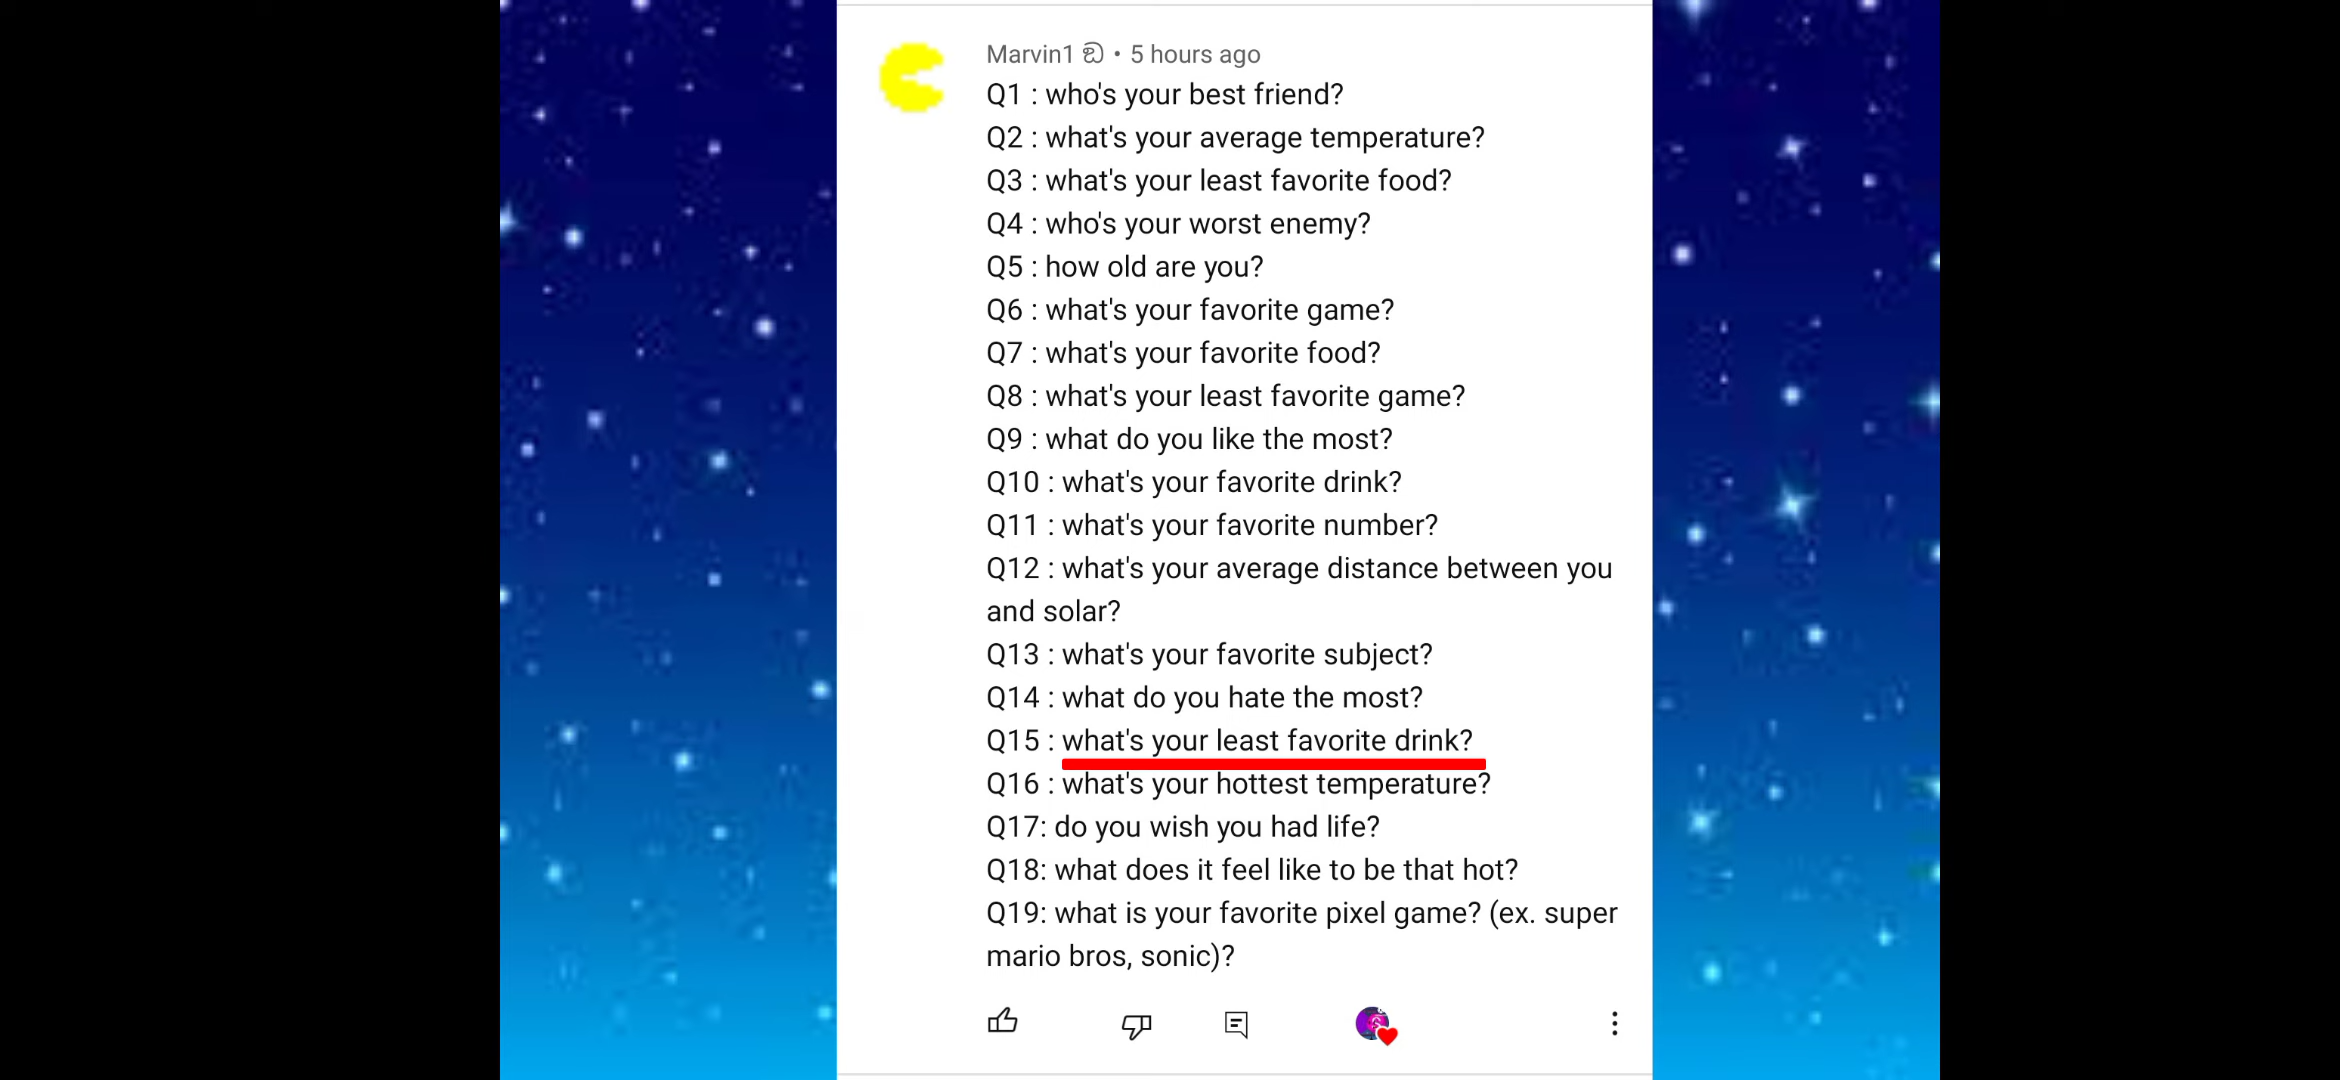 Marvin1 ඞ • 5 hours ago
Q1 : who's your best friend?
Q2 : what's your average temperature?
Q3 : what's your least favorite food?
Q4 : who's your worst enemy?
Q5 : how old are you?
Q6 : what's your favorite game?
Q7 : what's your favorite food?
Q8 : what's your least favorite game?
Q9 : what do you like the most?
Q10 : what's your favorite drink?
Q11 : what's your favorite number?
Q12 : what's your average distance between you
and solar?
Q13 : what's your favorite subject?
Q14 : what do you hate the most?
Q15 : what's your least favorite drink?
Q16 : what's your hottest temperature?
Q17: do you wish you had life?
Q18: what does it feel like to be that hot?
Q19: what is your favorite pixel game? (ex. super
mario bros, sonic)?